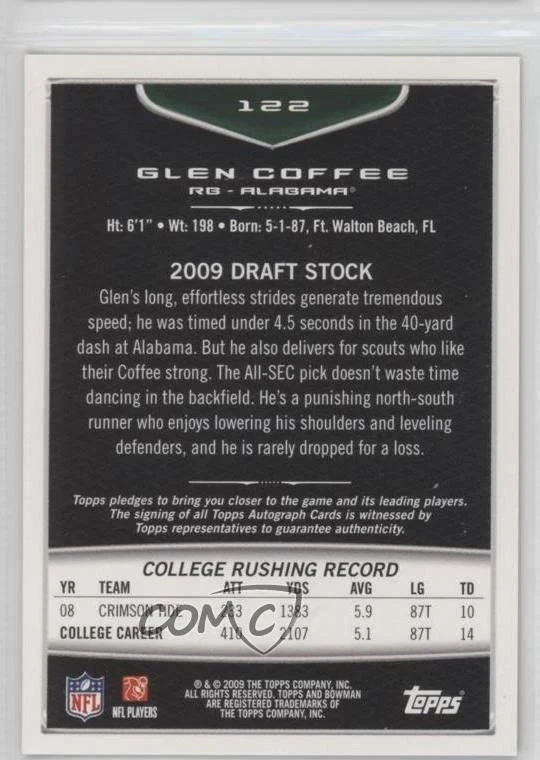 122
GLEN COFFEE
RB - ALABAMA®
Ht: 6'1" • Wt: 198 • Born: 5-1-87, Ft. Walton Beach, FL
2009 DRAFT STOCK
Glen's long, effortless strides generate tremendous
speed; he was timed under 4.5 seconds in the 40-yard
dash at Alabama. But he also delivers for scouts who like
their Coffee strong. The All-SEC pick doesn't waste time
dancing in the backfield. He's a punishing north-south
runner who enjoys lowering his shoulders and leveling
defenders, and he is rarely dropped for a loss.
Topps pledges to bring you closer to the game and its leading players.
The signing of all Topps Autograph Cards is witnessed by
Topps representatives to guarantee authenticity.
COLLEGE RUSHING RECORD
YR TEAM ATT YDS AVG LG TD
08 CRIMSON TIDE 233 1383 5.9 87T 10
COLLEGE CAREER 410 2107 5.1 87T 14
COMC
NFL
NFL PLAYERS
® & © 2009 THE TOPPS COMPANY, INC.
ALL RIGHTS RESERVED. TOPPS AND BOWMAN
ARE REGISTERED TRADEMARKS OF
THE TOPPS COMPANY, INC.
Topps®